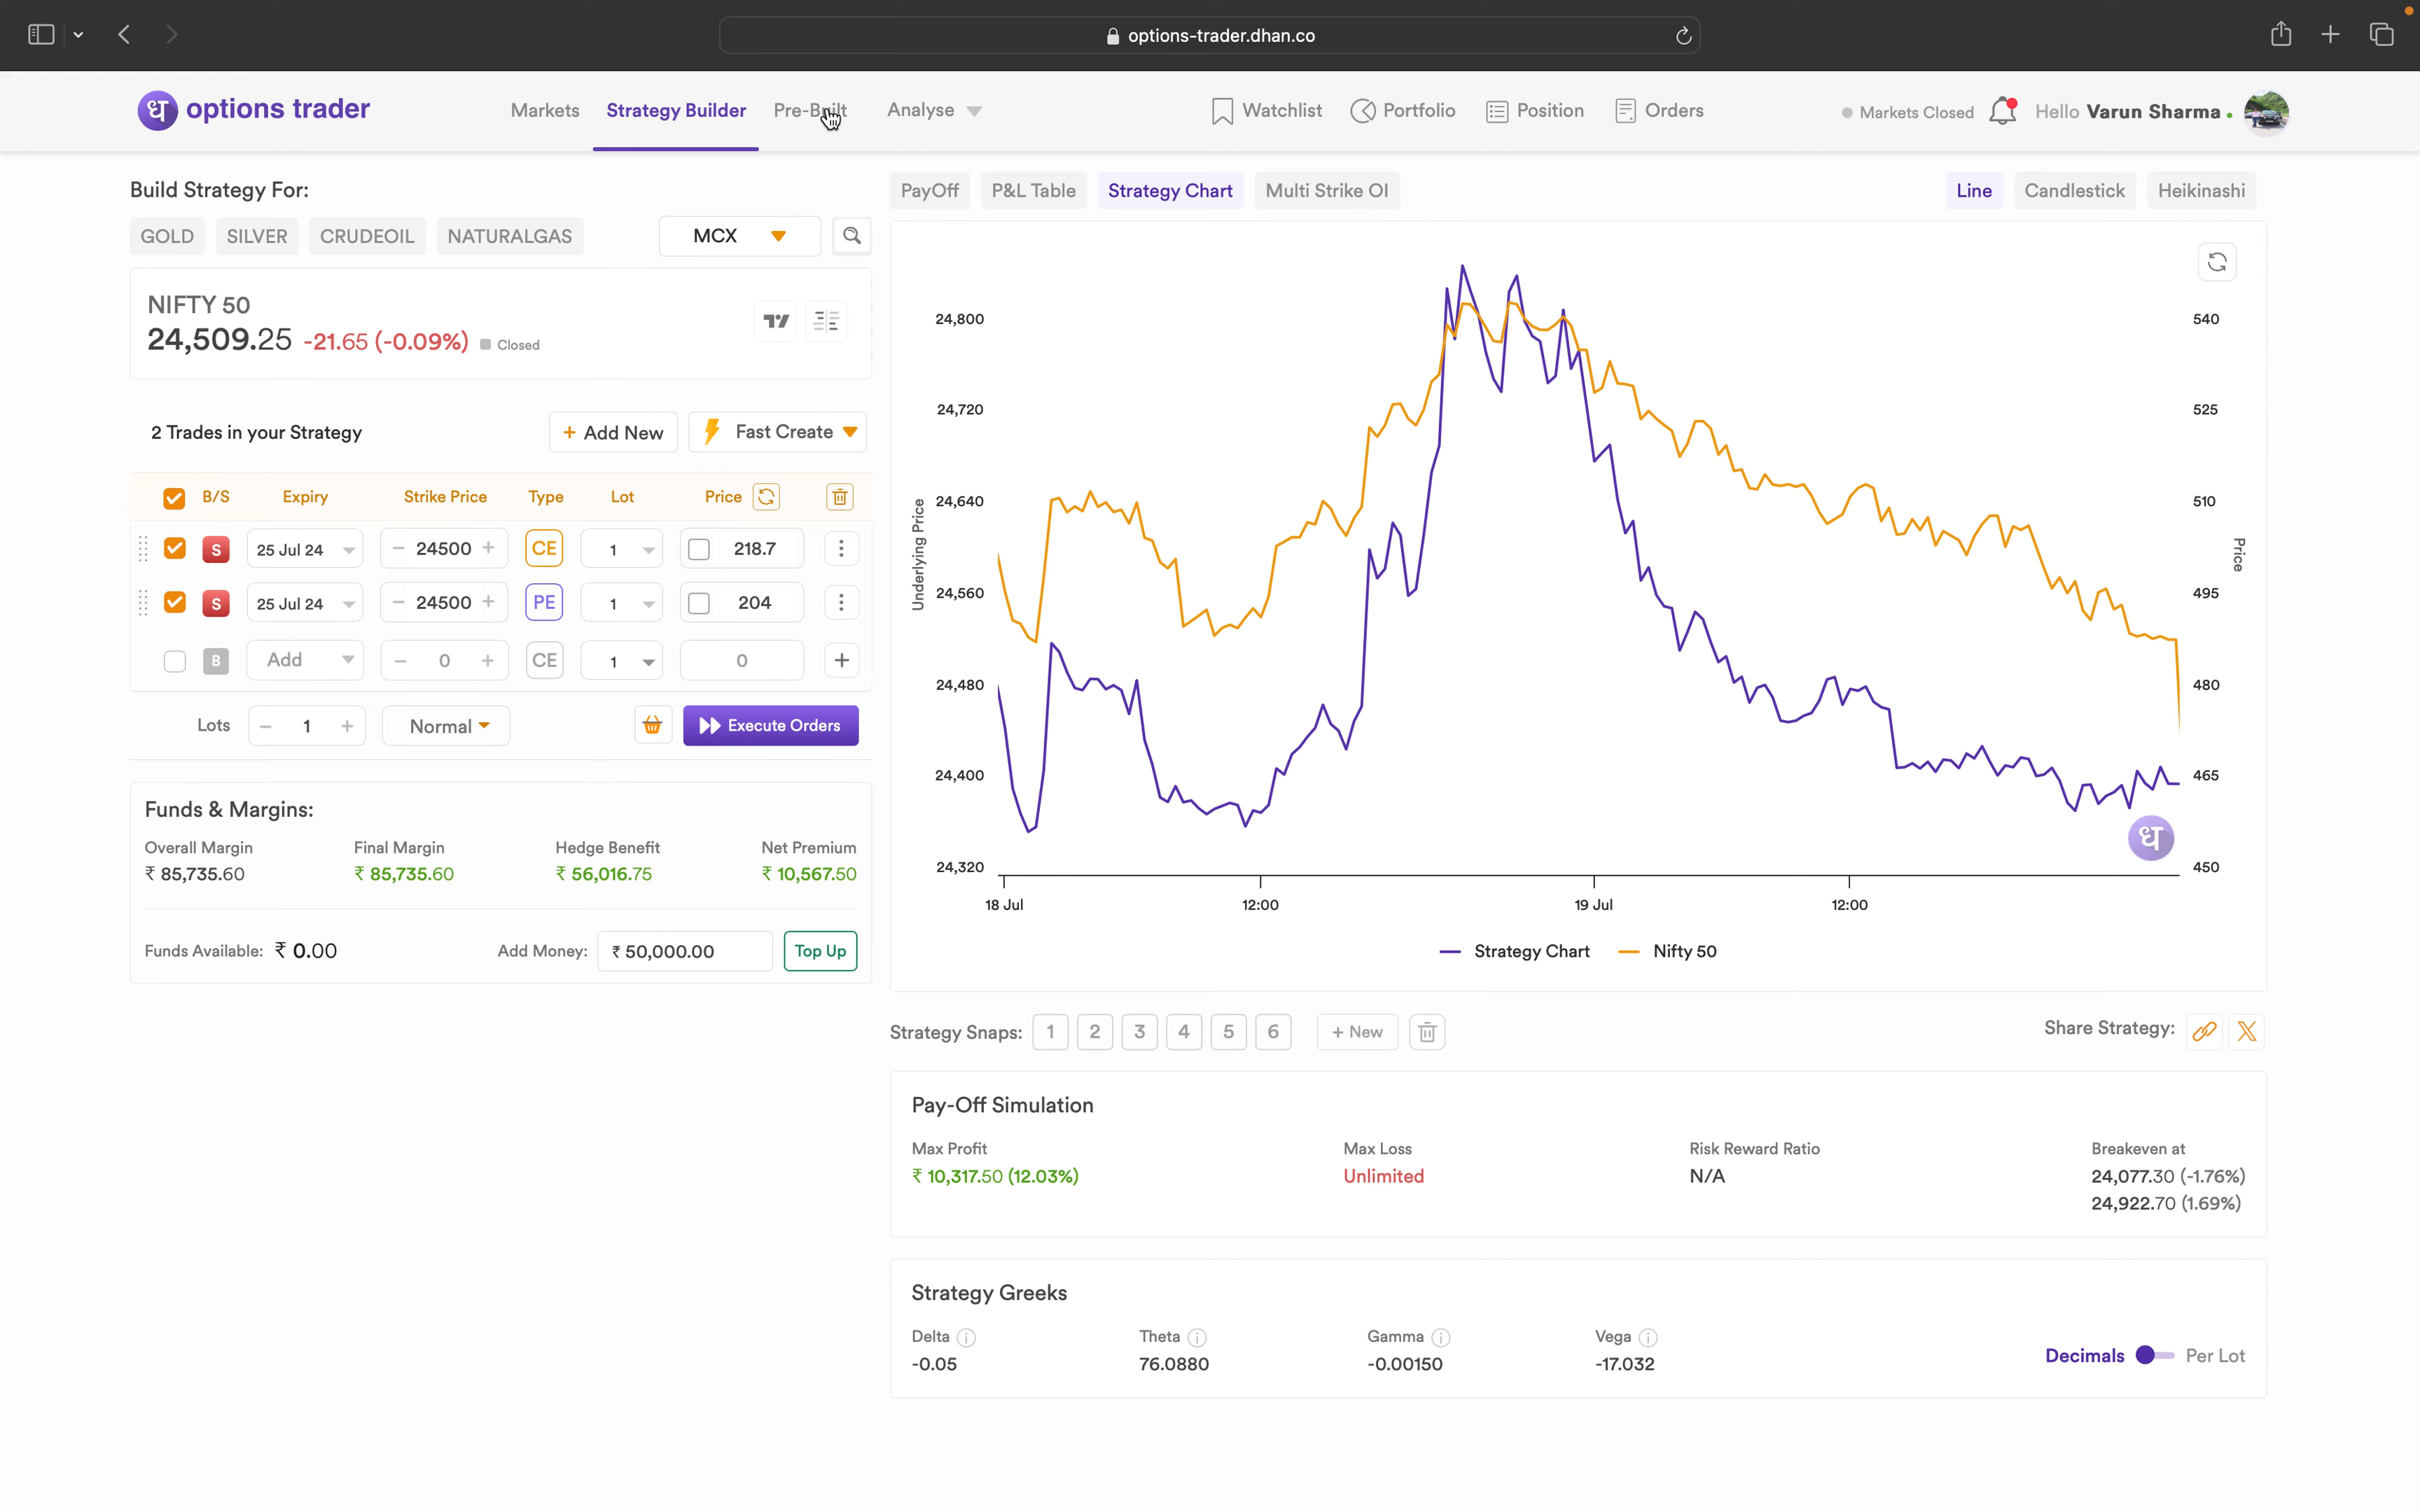 options-trader.dhan.co
धा options trader
Markets
Strategy Builder
Pre-Built
Analyse
Watchlist
Portfolio
Position
Orders
Markets Closed
Hello Varun Sharma.
Build Strategy For:
GOLD
SILVER
CRUDEOIL
NATURALGAS
MCX
NIFTY 50
24,509.25 -21.65 (-0.09%) Closed
2 Trades in your Strategy
+ Add New
Fast Create
B/S Expiry Strike Price Type Lot Price
S 25 Jul 24 − 24500 + CE 1 218.7
S 25 Jul 24 − 24500 + PE 1 204
B Add − 0 + CE 1 0 +
Lots − 1 + Normal Execute Orders
Funds & Margins:
Overall Margin Final Margin Hedge Benefit Net Premium
₹ 85,735.60 ₹ 85,735.60 ₹ 56,016.75 ₹ 10,567.50
Funds Available: ₹ 0.00 Add Money: ₹ 50,000.00 Top Up
PayOff
P&L Table
Strategy Chart
Multi Strike OI
Line
Candlestick
Heikinashi
Underlying Price
24,800
24,720
24,640
24,560
24,480
24,400
24,320
540
525
510
495
480
465
450
Price
धा
18 Jul 12:00 19 Jul 12:00
Strategy Chart Nifty 50
Strategy Snaps: 1 2 3 4 5 6 + New
Share Strategy:
Pay-Off Simulation
Max Profit Max Loss Risk Reward Ratio Breakeven at
₹ 10,317.50 (12.03%) Unlimited N/A 24,077.30 (-1.76%)
24,922.70 (1.69%)
Strategy Greeks
Delta Theta Gamma Vega
-0.05 76.0880 -0.00150 -17.032
Decimals Per Lot